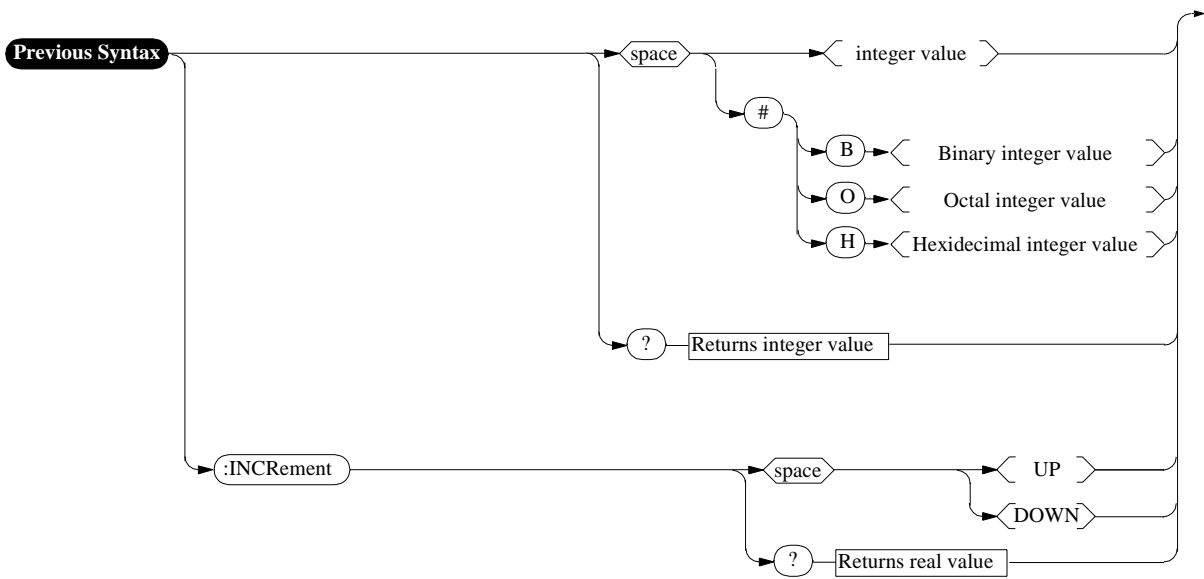 Previous Syntax
space
integer value
#
B
Binary integer value
O
Octal integer value
H
Hexidecimal integer value
?
Returns integer value
:INCRement
space
UP
DOWN
?
Returns real value